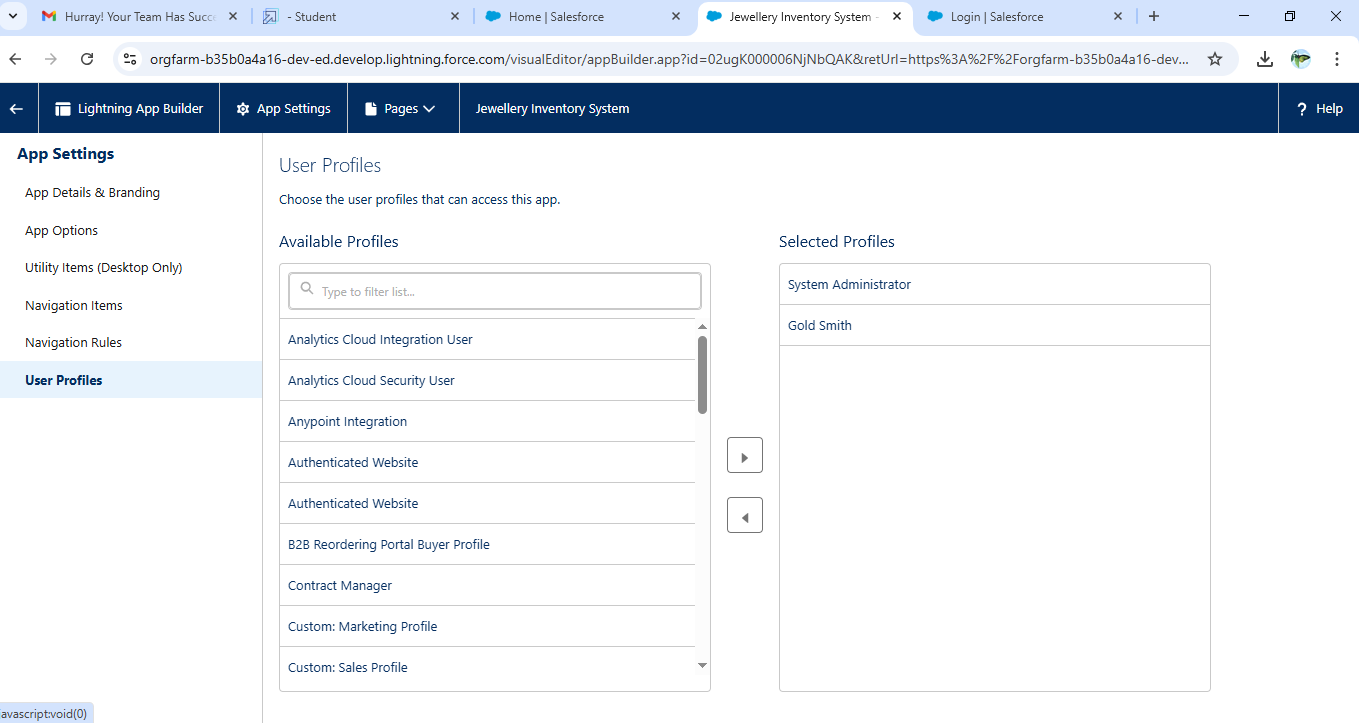 Hurray! Your Team Has Succe
- Student
Home | Salesforce
Jewellery Inventory System -
Login | Salesforce
orgfarm-b35b0a4a16-dev-ed.develop.lightning.force.com/visualEditor/appBuilder.app?id=02ugK000006NjNbQAK&retUrl=https%3A%2F%2Forgfarm-b35b0a4a16-dev...
Lightning App Builder
App Settings
Pages
Jewellery Inventory System
? Help
App Settings
App Details & Branding
App Options
Utility Items (Desktop Only)
Navigation Items
Navigation Rules
User Profiles
User Profiles
Choose the user profiles that can access this app.
Available Profiles
Type to filter list...
Analytics Cloud Integration User
Analytics Cloud Security User
Anypoint Integration
Authenticated Website
Authenticated Website
B2B Reordering Portal Buyer Profile
Contract Manager
Custom: Marketing Profile
Custom: Sales Profile
Selected Profiles
System Administrator
Gold Smith
javascript:void(0)